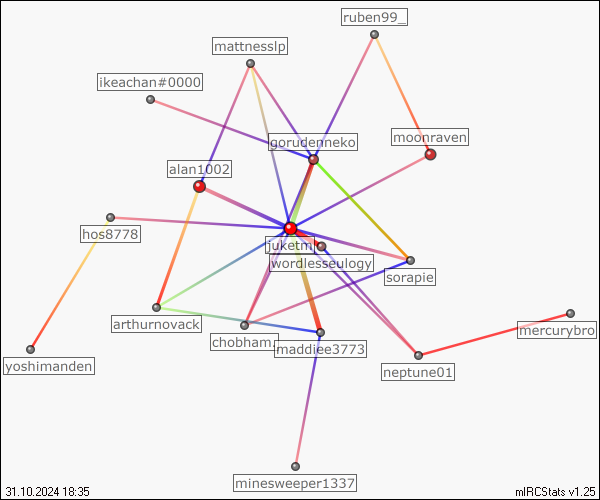 ruben99_
mattnesslp
ikeachan#0000
moonraven
gorudenneko
alan1002
hos8778
juketm
wordlesseulogy
sorapie
arthurnovack
chobham.
maddiee3773
mercurybro
yoshimanden
neptune01
minesweeper1337
31.10.2024 18:35
mIRCStats v1.25